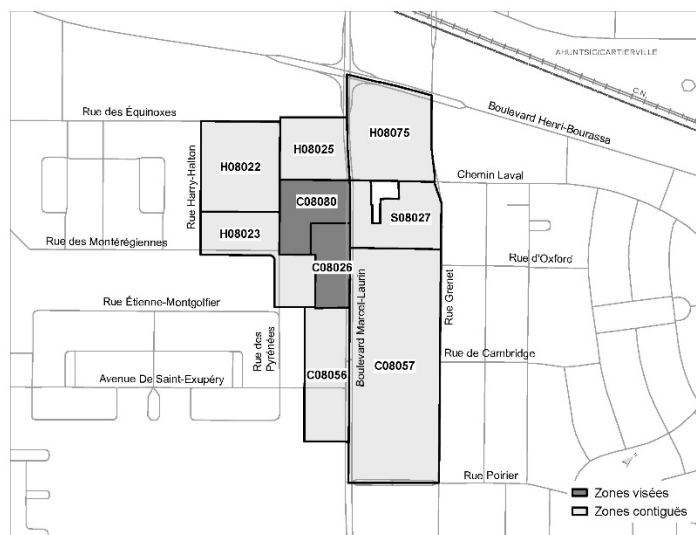 AHUNTSIC/CARTIERVILLE
C.N.
Boulevard Henri-Bourassa
Rue des Équinoxes
H08025
H08075
H08022
Rue Harry-Halton
Chemin Laval
C08080
S08027
H08023
Rue des Montérégiennes
C08026
Rue d'Oxford
Rue Étienne-Montgolfier
Boulevard Marcel-Laurin
Rue Grenet
Rue des
Pyrénées
Rue de Cambridge
C08056
C08057
Avenue De Saint-Exupéry
Rue Poirier
Zones visées
Zones contiguës